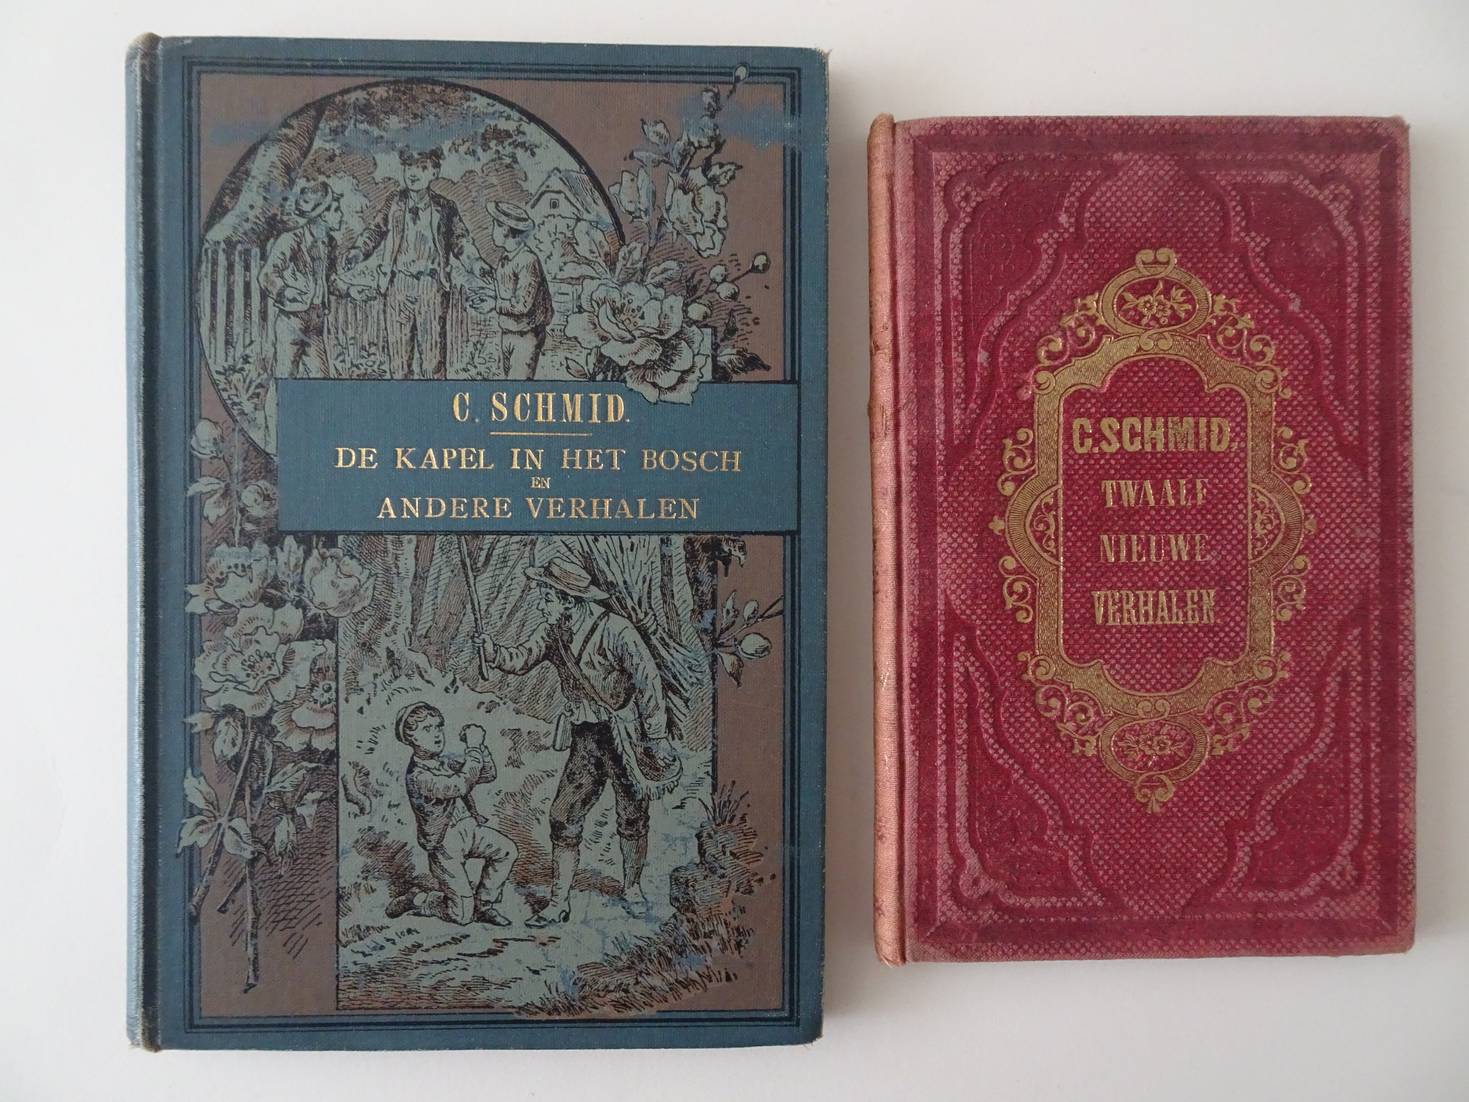 C. SCHMID.
DE KAPEL IN HET BOSCH
EN
ANDERE VERHALEN
C. SCHMID.
TWAALF
NIEUWE
VERHALEN.